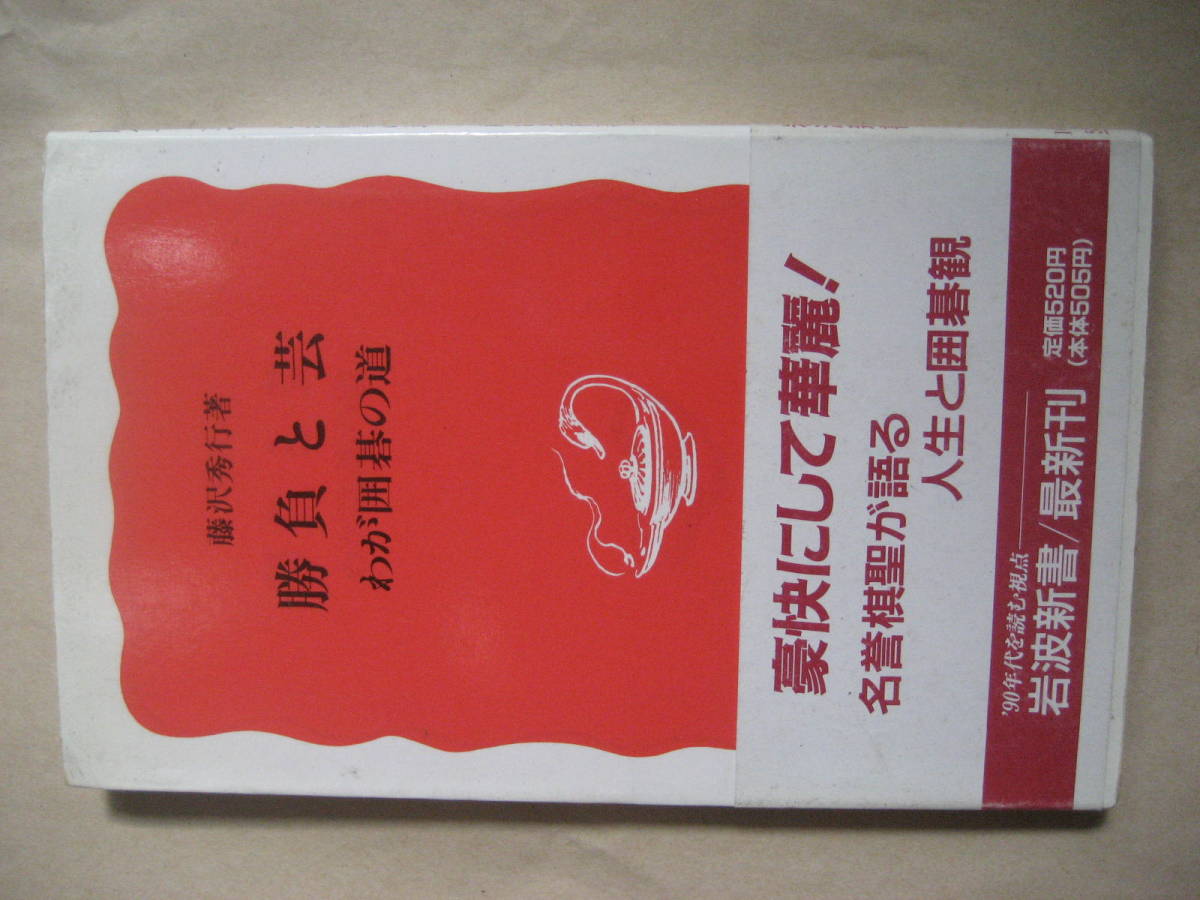 藤沢秀行著
勝負と芸
わが囲碁の道
豪快にして華麗!
名誉棋聖が語る
人生と囲碁観
'90年代を読む視点
岩波新書/最新刊
定価520円
(本体505円)